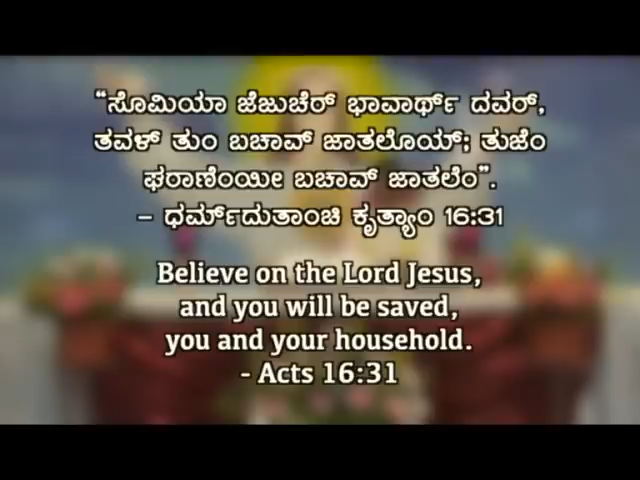 “ಸೊಮಿಯಾ ಜೆಜುಚೆರ್ ಭಾವಾರ್ಥ್ ದವರ್,
ತವಳ್ ತುಂ ಬಚಾವ್ ಜಾತಲೊಯ್; ತುಜೆಂ
ಘರಾಣೆಂಯೀ ಬಚಾವ್ ಜಾತಲೆಂ”.
– ಧರ್ಮ್‌ದುತಾಂಚಿ ಕೃತ್ಯಾಂ 16:31
Believe on the Lord Jesus,
and you will be saved,
you and your household.
- Acts 16:31